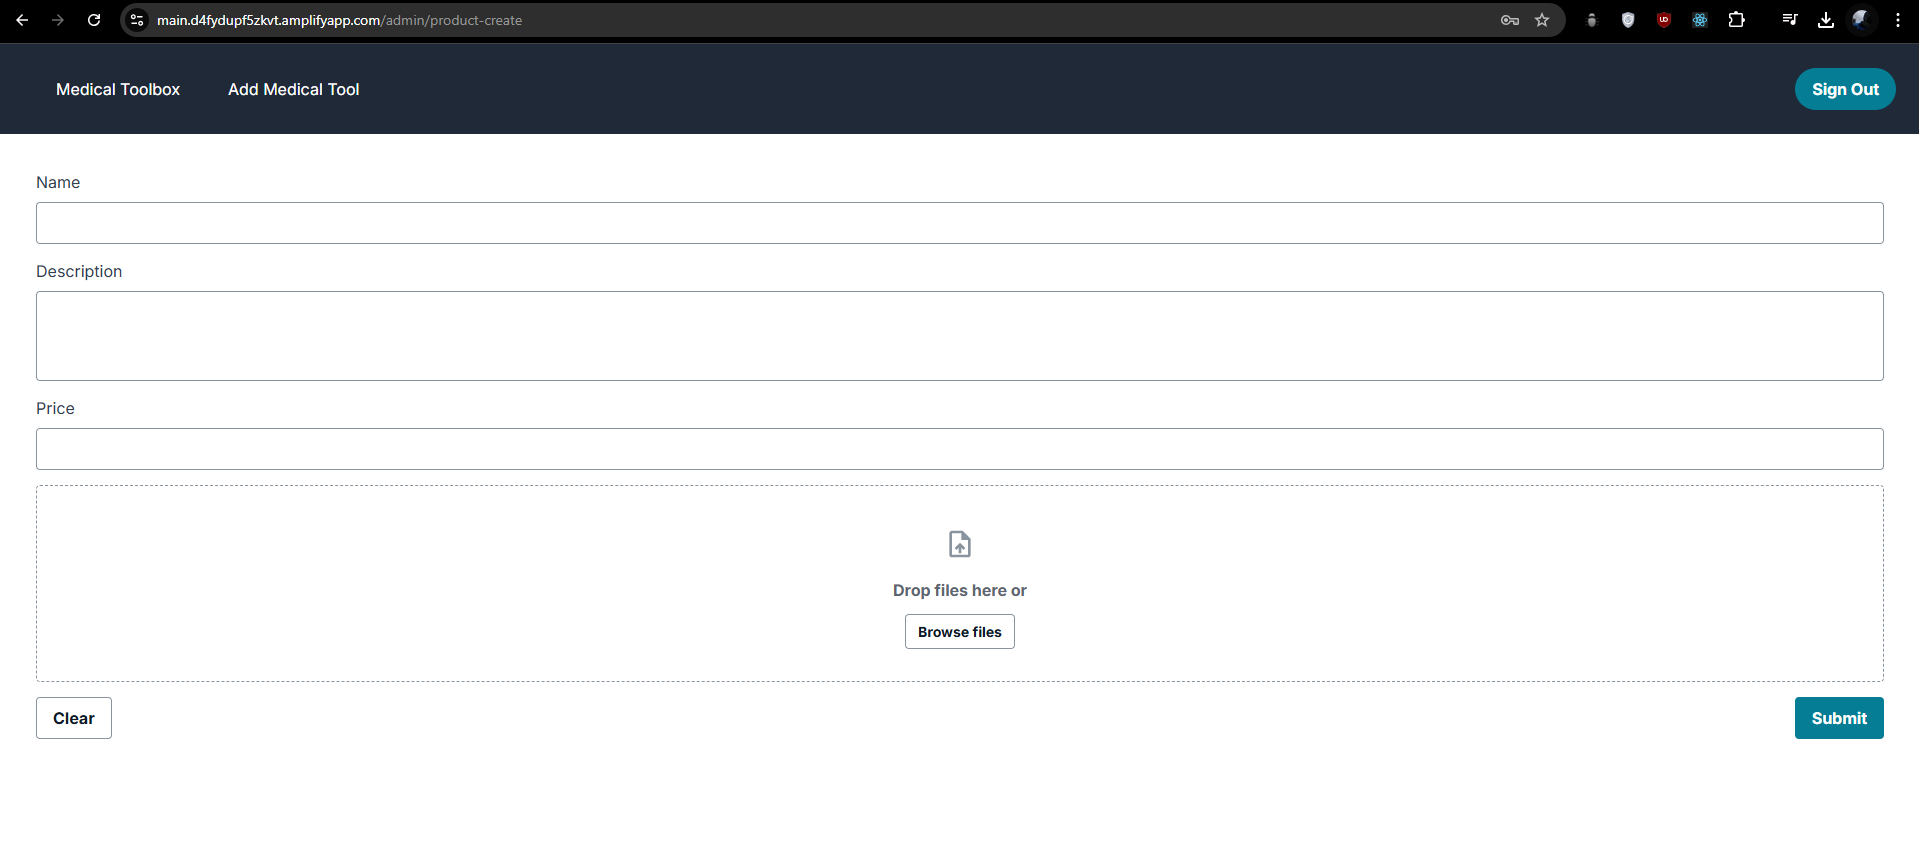 main.d4fydupf5zkvt.amplifyapp.com/admin/product-create
Medical Toolbox Add Medical Tool Sign Out
Name
Description
Price
Drop files here or
Browse files
Clear Submit